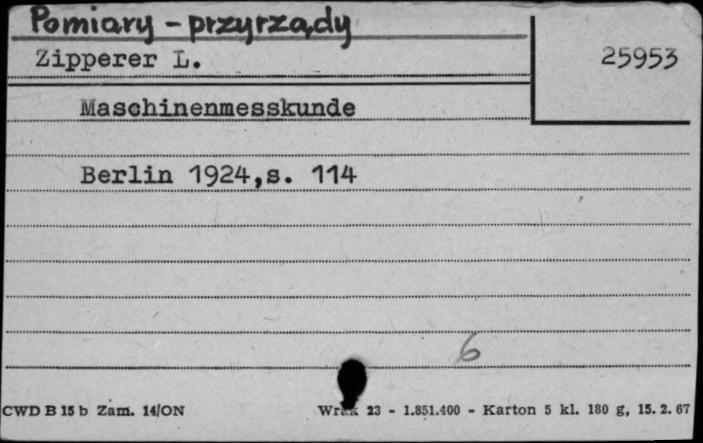 Pomiary - przyrządy
Zipperer L.
25953
Maschinenmesskunde
Berlin 1924,s. 114
6
CWD B 15 b Zam. 14/ON
23 - 1.851.400 - Karton 5 kl. 180 g, 15. 2. 67